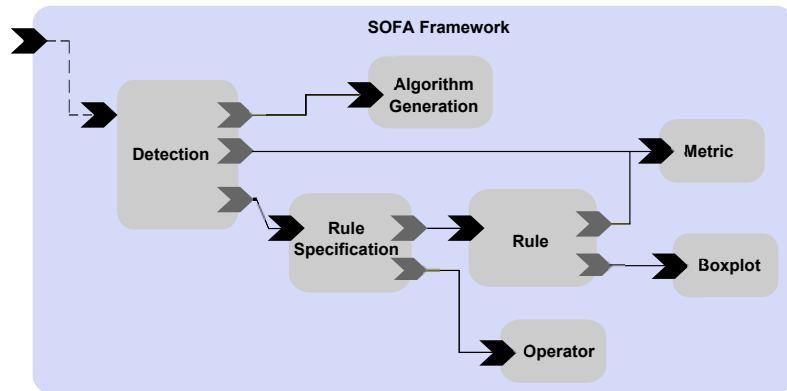 SOFA Framework
Algorithm
Generation
Detection
Metric
Rule
Specification
Rule
Boxplot
Operator